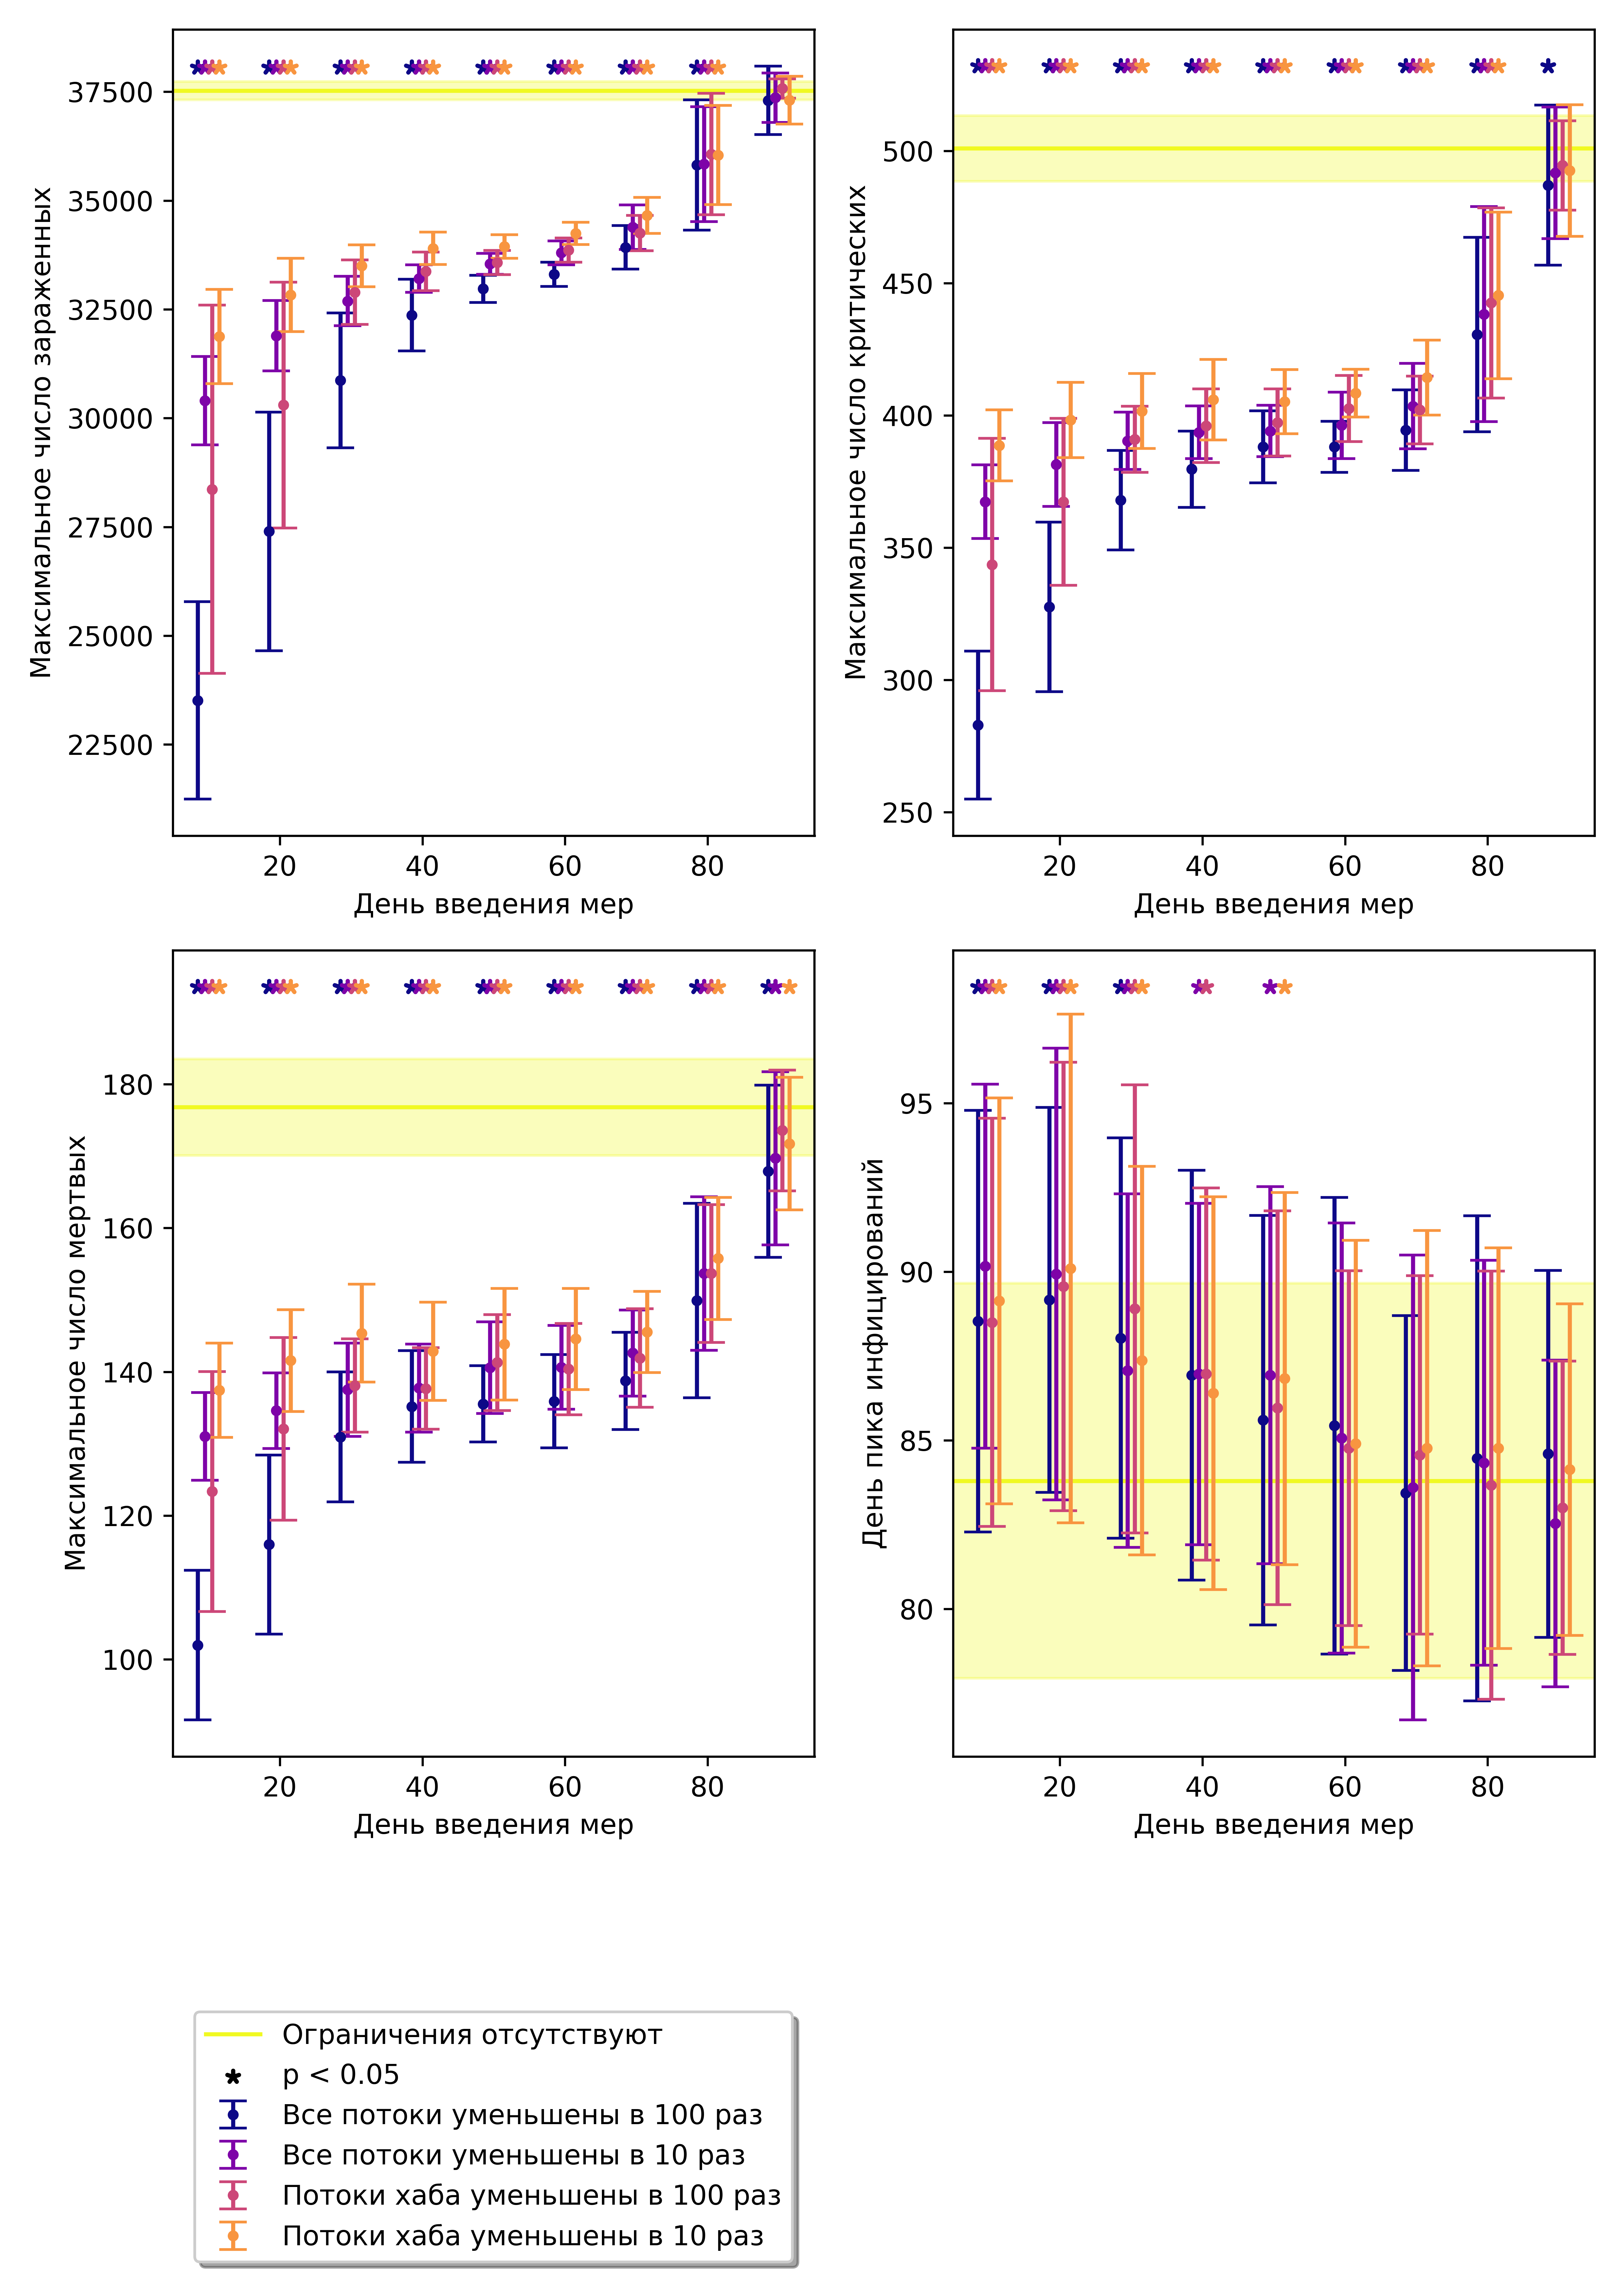 Максимальное число зараженных
37500
35000
32500
30000
27500
25000
22500
20
40
60
80
День введения мер
Максимальное число критических
500
450
400
350
300
250
20
40
60
80
День введения мер
Максимальное число мертвых
180
160
140
120
100
20
40
60
80
День введения мер
День пика инфицирований
95
90
85
80
20
40
60
80
День введения мер
Ограничения отсутствуют
p < 0.05
Все потоки уменьшены в 100 раз
Все потоки уменьшены в 10 раз
Потоки хаба уменьшены в 100 раз
Потоки хаба уменьшены в 10 раз